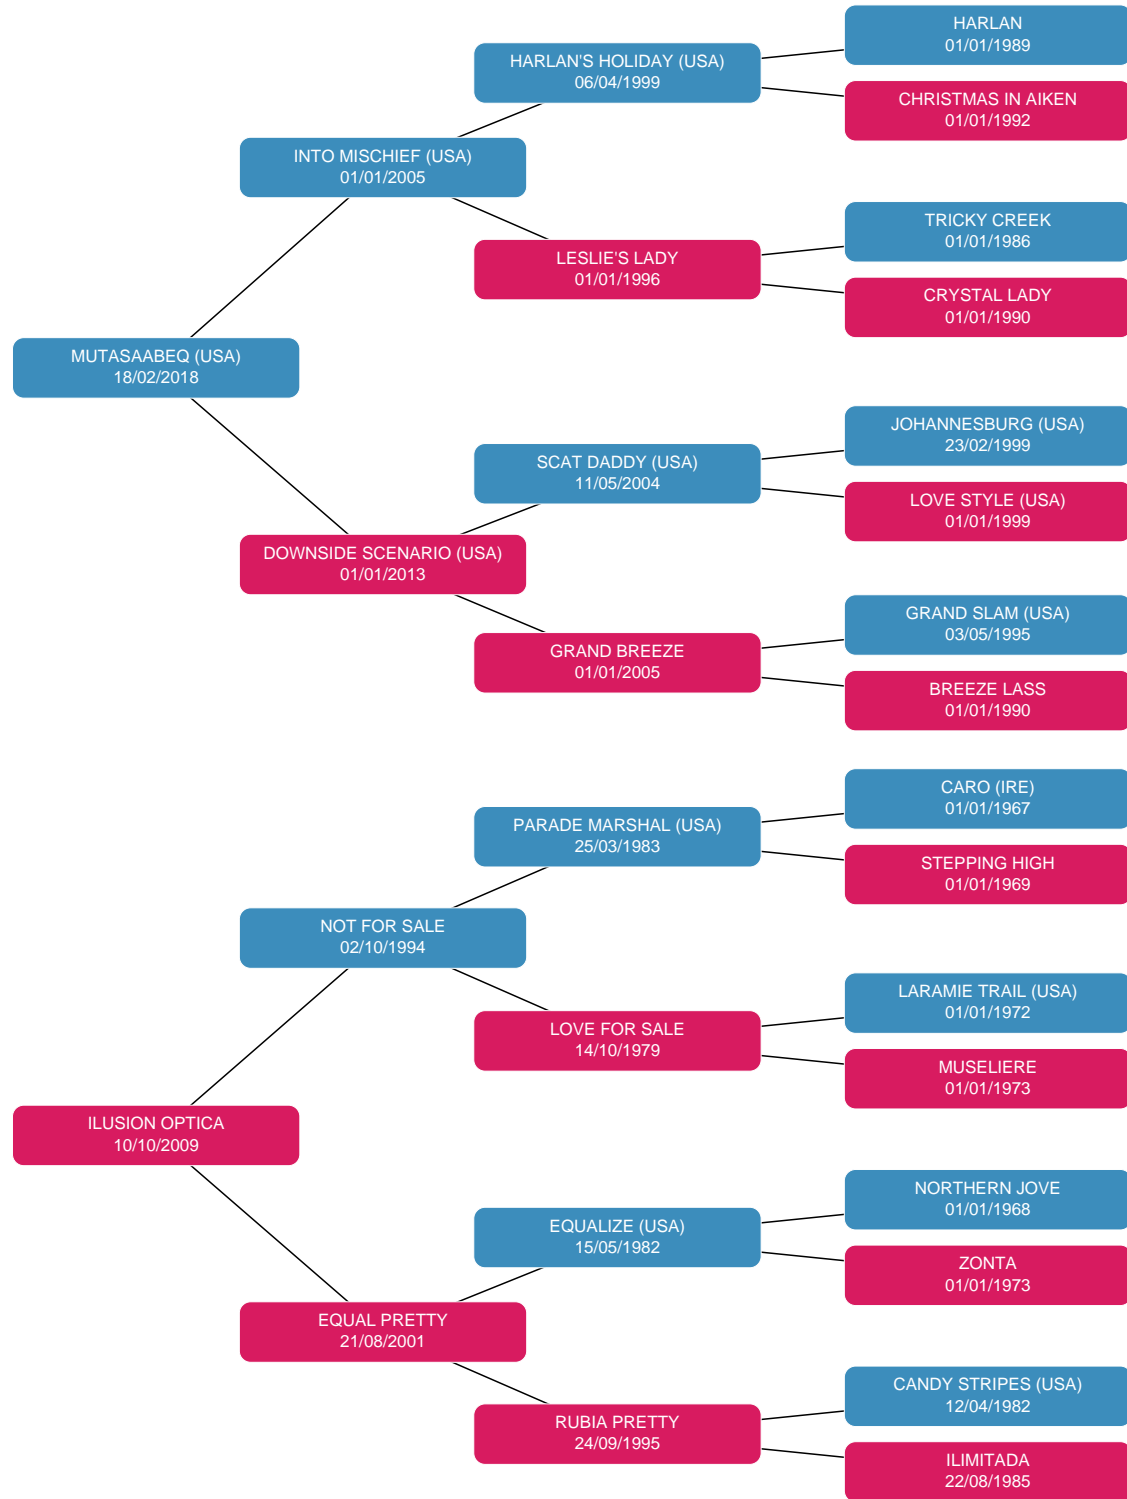 HARLAN
01/01/1989
HARLAN'S HOLIDAY (USA)
06/04/1999
CHRISTMAS IN AIKEN
01/01/1992
INTO MISCHIEF (USA)
01/01/2005
TRICKY CREEK
01/01/1986
LESLIE'S LADY
01/01/1996
CRYSTAL LADY
01/01/1990
MUTASAABEQ (USA)
18/02/2018
JOHANNESBURG (USA)
23/02/1999
SCAT DADDY (USA)
11/05/2004
LOVE STYLE (USA)
01/01/1999
DOWNSIDE SCENARIO (USA)
01/01/2013
GRAND SLAM (USA)
03/05/1995
GRAND BREEZE
01/01/2005
BREEZE LASS
01/01/1990
CARO (IRE)
01/01/1967
PARADE MARSHAL (USA)
25/03/1983
STEPPING HIGH
01/01/1969
NOT FOR SALE
02/10/1994
LARAMIE TRAIL (USA)
01/01/1972
LOVE FOR SALE
14/10/1979
MUSELIERE
01/01/1973
ILUSION OPTICA
10/10/2009
NORTHERN JOVE
01/01/1968
EQUALIZE (USA)
15/05/1982
ZONTA
01/01/1973
EQUAL PRETTY
21/08/2001
CANDY STRIPES (USA)
12/04/1982
RUBIA PRETTY
24/09/1995
ILIMITADA
22/08/1985